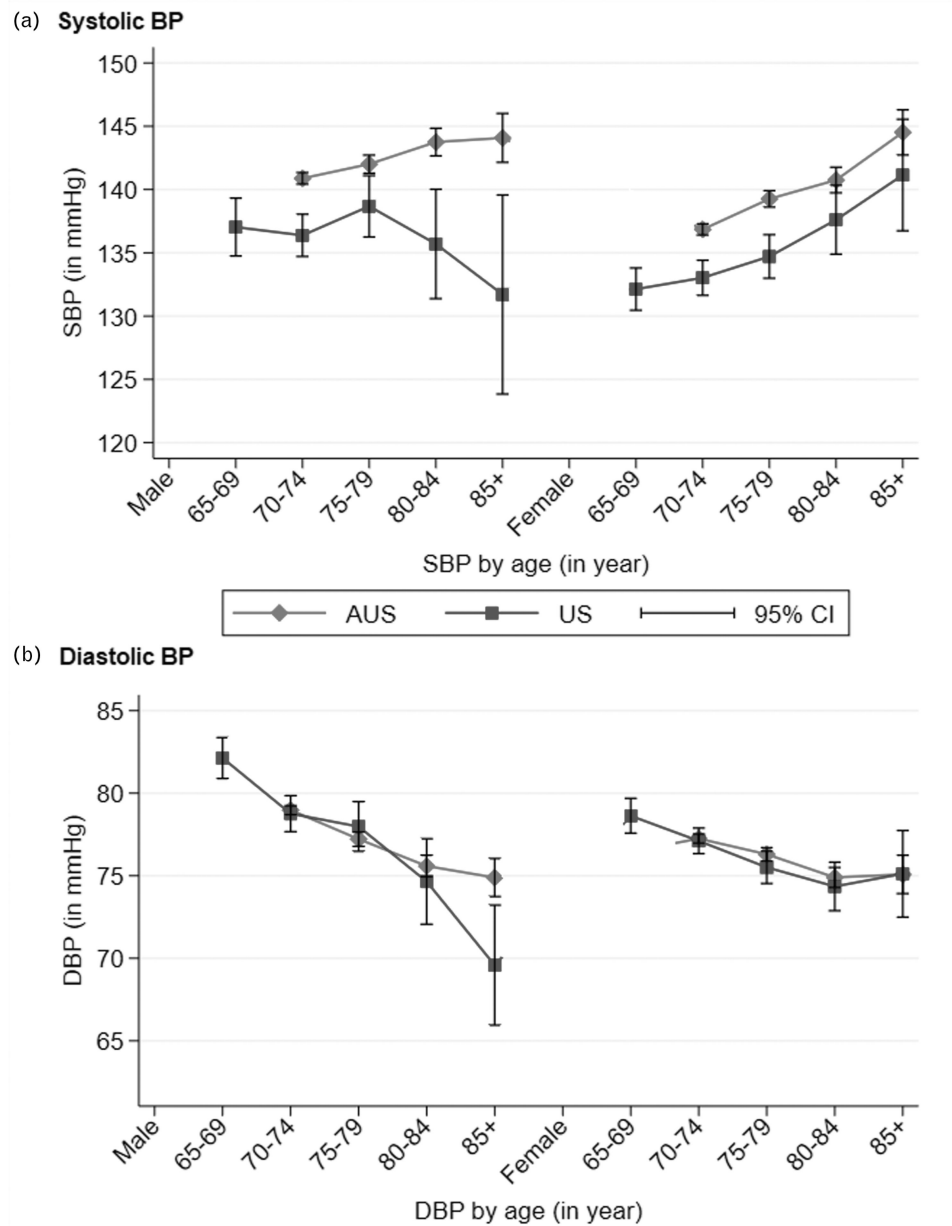 (a) Systolic BP
150
145
140
135
130
125
120
SBP (in mmHg)
Male 65-69 70-74 75-79 80-84 85+ Female 65-69 70-74 75-79 80-84 85+
SBP by age (in year)
AUS US 95% CI
(b) Diastolic BP
85
80
75
70
65
DBP (in mmHg)
Male 65-69 70-74 75-79 80-84 85+ Female 65-69 70-74 75-79 80-84 85+
DBP by age (in year)